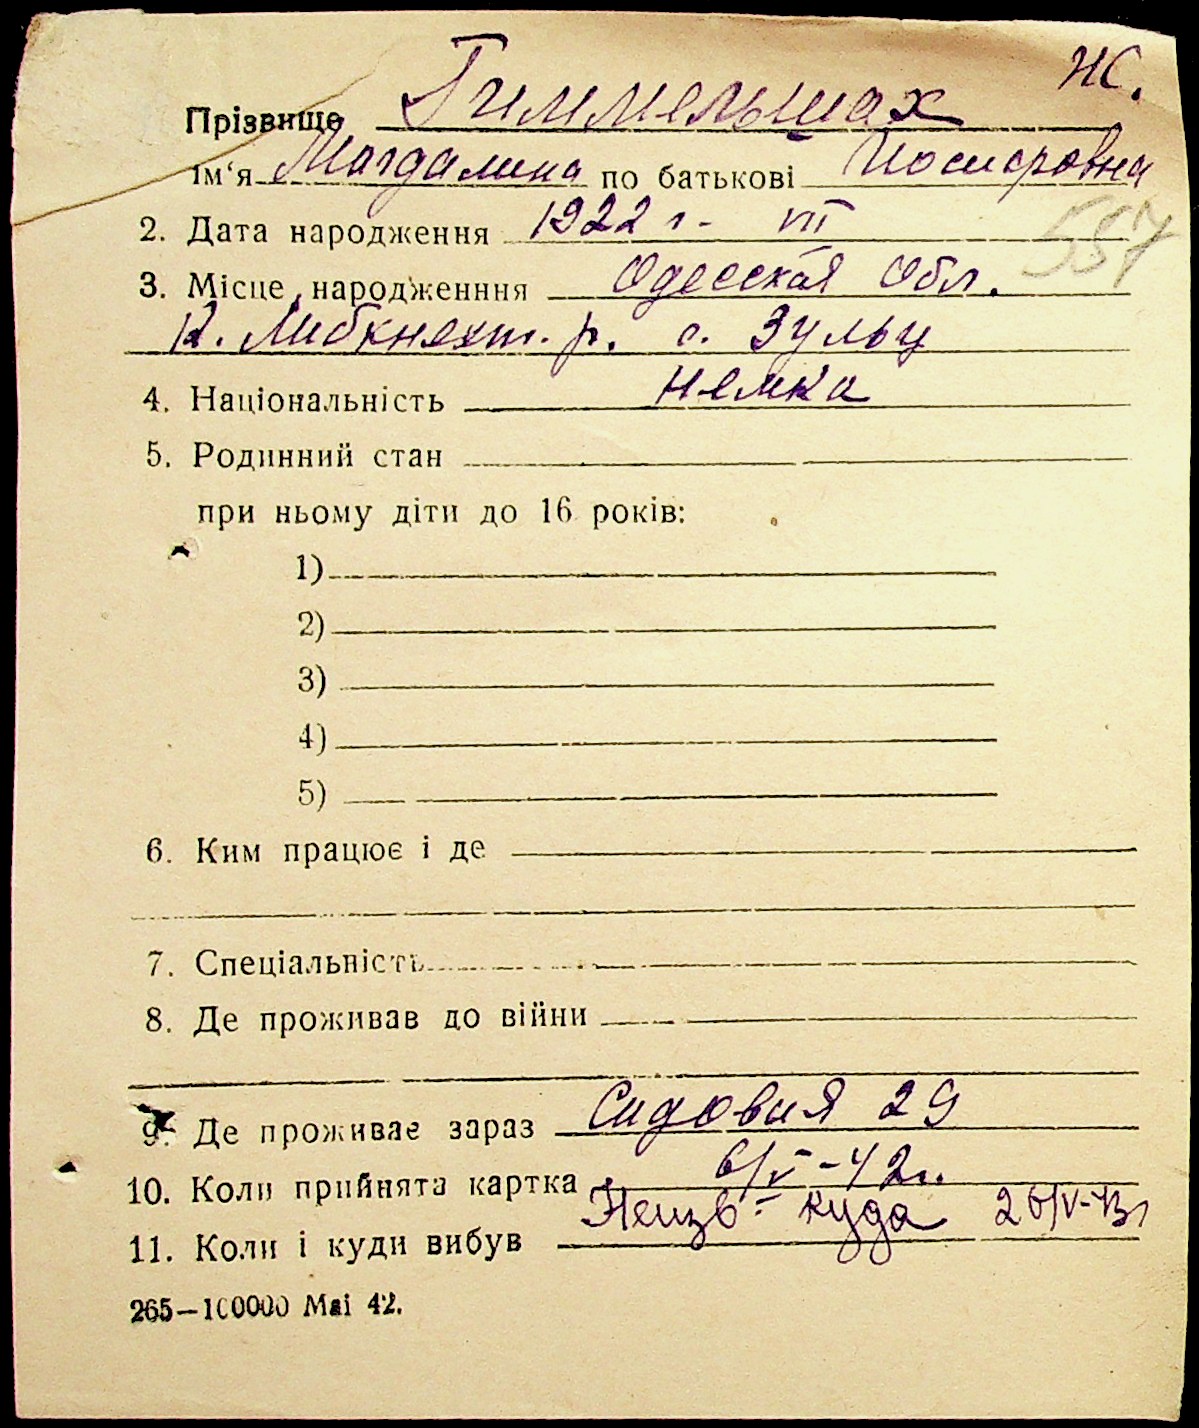 нс.
Прізвище Гиммельшах
ім‘я Магдалина по батькові Иосифовна
2. Дата народження 1922 г - VII
557
3. Місце народженння Одесская Обл.
К. Либкнехт. р. с. Зульц
4. Національність Немка
5. Родинний стан
при ньому діти до 16 років:
1)
2)
3)
4)
5)
6. Ким працює і де
7. Спеціальність
8. Де проживав до війни
9. Де проживає зараз Садовая 29
10. Коли прийнята картка 6/V-42г.
11. Коли і куди вибув Неизв- куда 26/V-43г
265—100000 Маі 42.